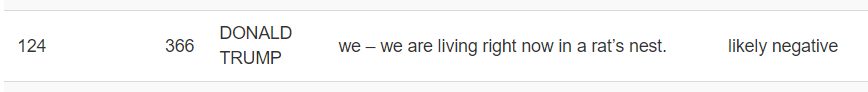 124 366 DONALD TRUMP we – we are living right now in a rat’s nest. likely negative